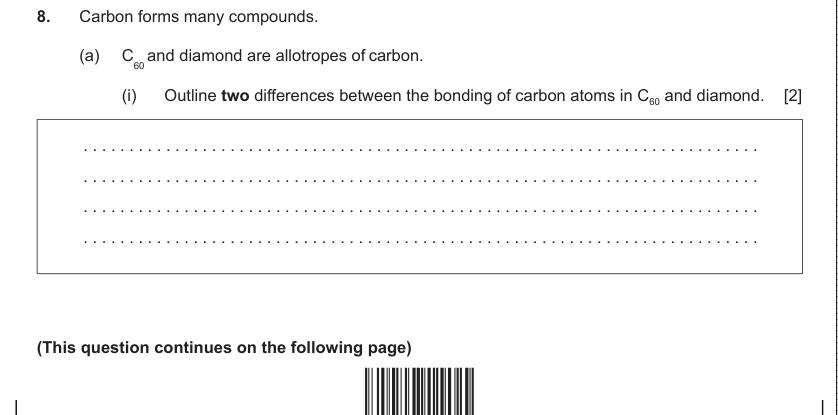 8. Carbon forms many compounds.
(a) C60 and diamond are allotropes of carbon.
(i) Outline two differences between the bonding of carbon atoms in C60 and diamond. [2]
(This question continues on the following page)